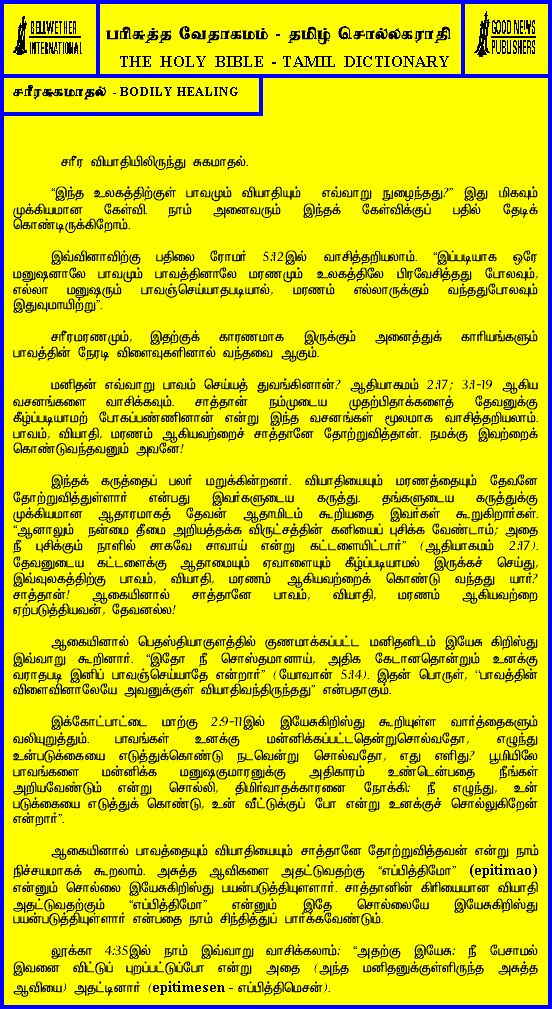 BELLWETHER
INTERNATIONAL
பரிசுத்த வேதாகமம் - தமிழ் சொல்லகராதி
THE HOLY BIBLE - TAMIL DICTIONARY
GOOD NEWS
PUBLISHERS
சரீரசுகமாதல் - BODILY HEALING
சரீர வியாதியிலிருந்து சுகமாதல்.
“இந்த உலகத்திற்குள் பாவமும் வியாதியும் எவ்வாறு நுழைந்தது?” இது மிகவும்
முக்கியமான கேள்வி. நாம் அனைவரும் இந்தக் கேள்விக்குப் பதில் தேடிக்
கொண்டிருக்கிறோம்.
இவ்வினாவிற்கு பதிலை ரோமர் 5:12இல் வாசித்தறியலாம். “இப்படியாக ஒரே
மனுஷனாலே பாவமும் பாவத்தினாலே மரணமும் உலகத்திலே பிரவேசித்தது போலவும்,
எல்லா மனுஷரும் பாவஞ்செய்யாதபடியால், மரணம் எல்லாருக்கும் வந்ததுபோலவும்
இதுவுமாயிற்று”.
சரீரமரணமும், இதற்குக் காரணமாக இருக்கும் அனைத்துக் காரியங்களும்
பாவத்தின் நேரடி விளைவுகளினால் வந்தவை ஆகும்.
மனிதன் எவ்வாறு பாவம் செய்யத் துவங்கினான்? ஆதியாகமம் 2:17; 3:1-19 ஆகிய
வசனங்களை வாசிக்கவும். சாத்தான் நம்முடைய முதற்பிதாக்களைத் தேவனுக்கு
கீழ்ப்படியாமற் போகப்பண்ணினான் என்று இந்த வசனங்கள் மூலமாக வாசித்தறியலாம்.
பாவம், வியாதி, மரணம் ஆகியவற்றைச் சாத்தானே தோற்றுவித்தான். நமக்கு இவற்றைக்
கொண்டுவந்தவனும் அவனே!
இந்தக் கருத்தைப் பலர் மறுக்கின்றனர். வியாதியையும் மரணத்தையும் தேவனே
தோற்றுவித்துள்ளார் என்பது இவர்களுடைய கருத்து. தங்களுடைய கருத்துக்கு
முக்கியமான ஆதாரமாகத் தேவன் ஆதாமிடம் கூறியதை இவர்கள் கூறுகிறார்கள்.
“ஆனாலும் நன்மை தீமை அறியத்தக்க விருட்சத்தின் கனியைப் புசிக்க வேண்டாம்; அதை
நீ புசிக்கும் நாளில் சாகவே சாவாய் என்று கட்டளையிட்டார்” (ஆதியாகமம் 2:17).
தேவனுடைய கட்டளைக்கு ஆதாமையும் ஏவாளையும் கீழ்ப்படியாமல் இருக்கச் செய்து,
இவ்வுலகத்திற்கு பாவம், வியாதி, மரணம் ஆகியவற்றைக் கொண்டு வந்தது யார்?
சாத்தான்! ஆகையினால் சாத்தானே பாவம், வியாதி, மரணம் ஆகியவற்றை
ஏற்படுத்தியவன், தேவனல்ல!
ஆகையினால் பெதஸ்தியாகுளத்தில் குணமாக்கப்பட்ட மனிதனிடம் இயேசு கிறிஸ்து
இவ்வாறு கூறினார். “இதோ நீ சொஸ்தமானாய், அதிக கேடானதொன்றும் உனக்கு
வராதபடி இனிப் பாவஞ்செய்யாதே என்றார்” (யோவான் 5:14). இதன் பொருள், “பாவத்தின்
விளைவினாலேயே அவனுக்குள் வியாதிவந்திருந்தது” என்பதாகும்.
இக்கோட்பாட்டை மாற்கு 2:9-11இல் இயேசுகிறிஸ்து கூறியுள்ள வார்த்தைகளும்
வலியுறுத்தும். பாவங்கள் உனக்கு மன்னிக்கப்பட்டதென்றுசொல்வதோ, எழுந்து
உன்படுக்கையை எடுத்துக்கொண்டு நடவென்று சொல்வதோ, எது எளிது? பூமியிலே
பாவங்களை மன்னிக்க மனுஷகுமாரனுக்கு அதிகாரம் உண்டென்பதை நீங்கள்
அறியவேண்டும் என்று சொல்லி, திமிர்வாதக்காரனை நோக்கி: நீ எழுந்து, உன்
படுக்கையை எடுத்துக் கொண்டு, உன் வீட்டுக்குப் போ என்று உனக்குச் சொல்லுகிறேன்
என்றார்”.
ஆகையினால் பாவத்தையும் வியாதியையும் சாத்தானே தோற்றுவித்தவன் என்று நாம்
நிச்சயமாகக் கூறலாம். அசுத்த ஆவிகளை அதட்டுவதற்கு “எப்பித்திமோ” (epitimao)
என்னும் சொல்லை இயேசுகிறிஸ்து பயன்படுத்தியுள்ளார். சாத்தானின் கிரியையான வியாதி
அதட்டுவதற்கும் “எப்பித்திமோ” என்னும் இதே சொல்லையே இயேசுகிறிஸ்து
பயன்படுத்தியுள்ளார் என்பதை நாம் சிந்தித்துப் பார்க்கவேண்டும்.
லூக்கா 4:35இல் நாம் இவ்வாறு வாசிக்கலாம்: “அதற்கு இயேசு: நீ பேசாமல்
இவனை விட்டுப் புறப்பட்டுப்போ என்று அதை (அந்த மனிதனுக்குள்ளிருந்த அசுத்த
ஆவியை) அதட்டினார் (epitimesen - எப்பித்திமெசன்).